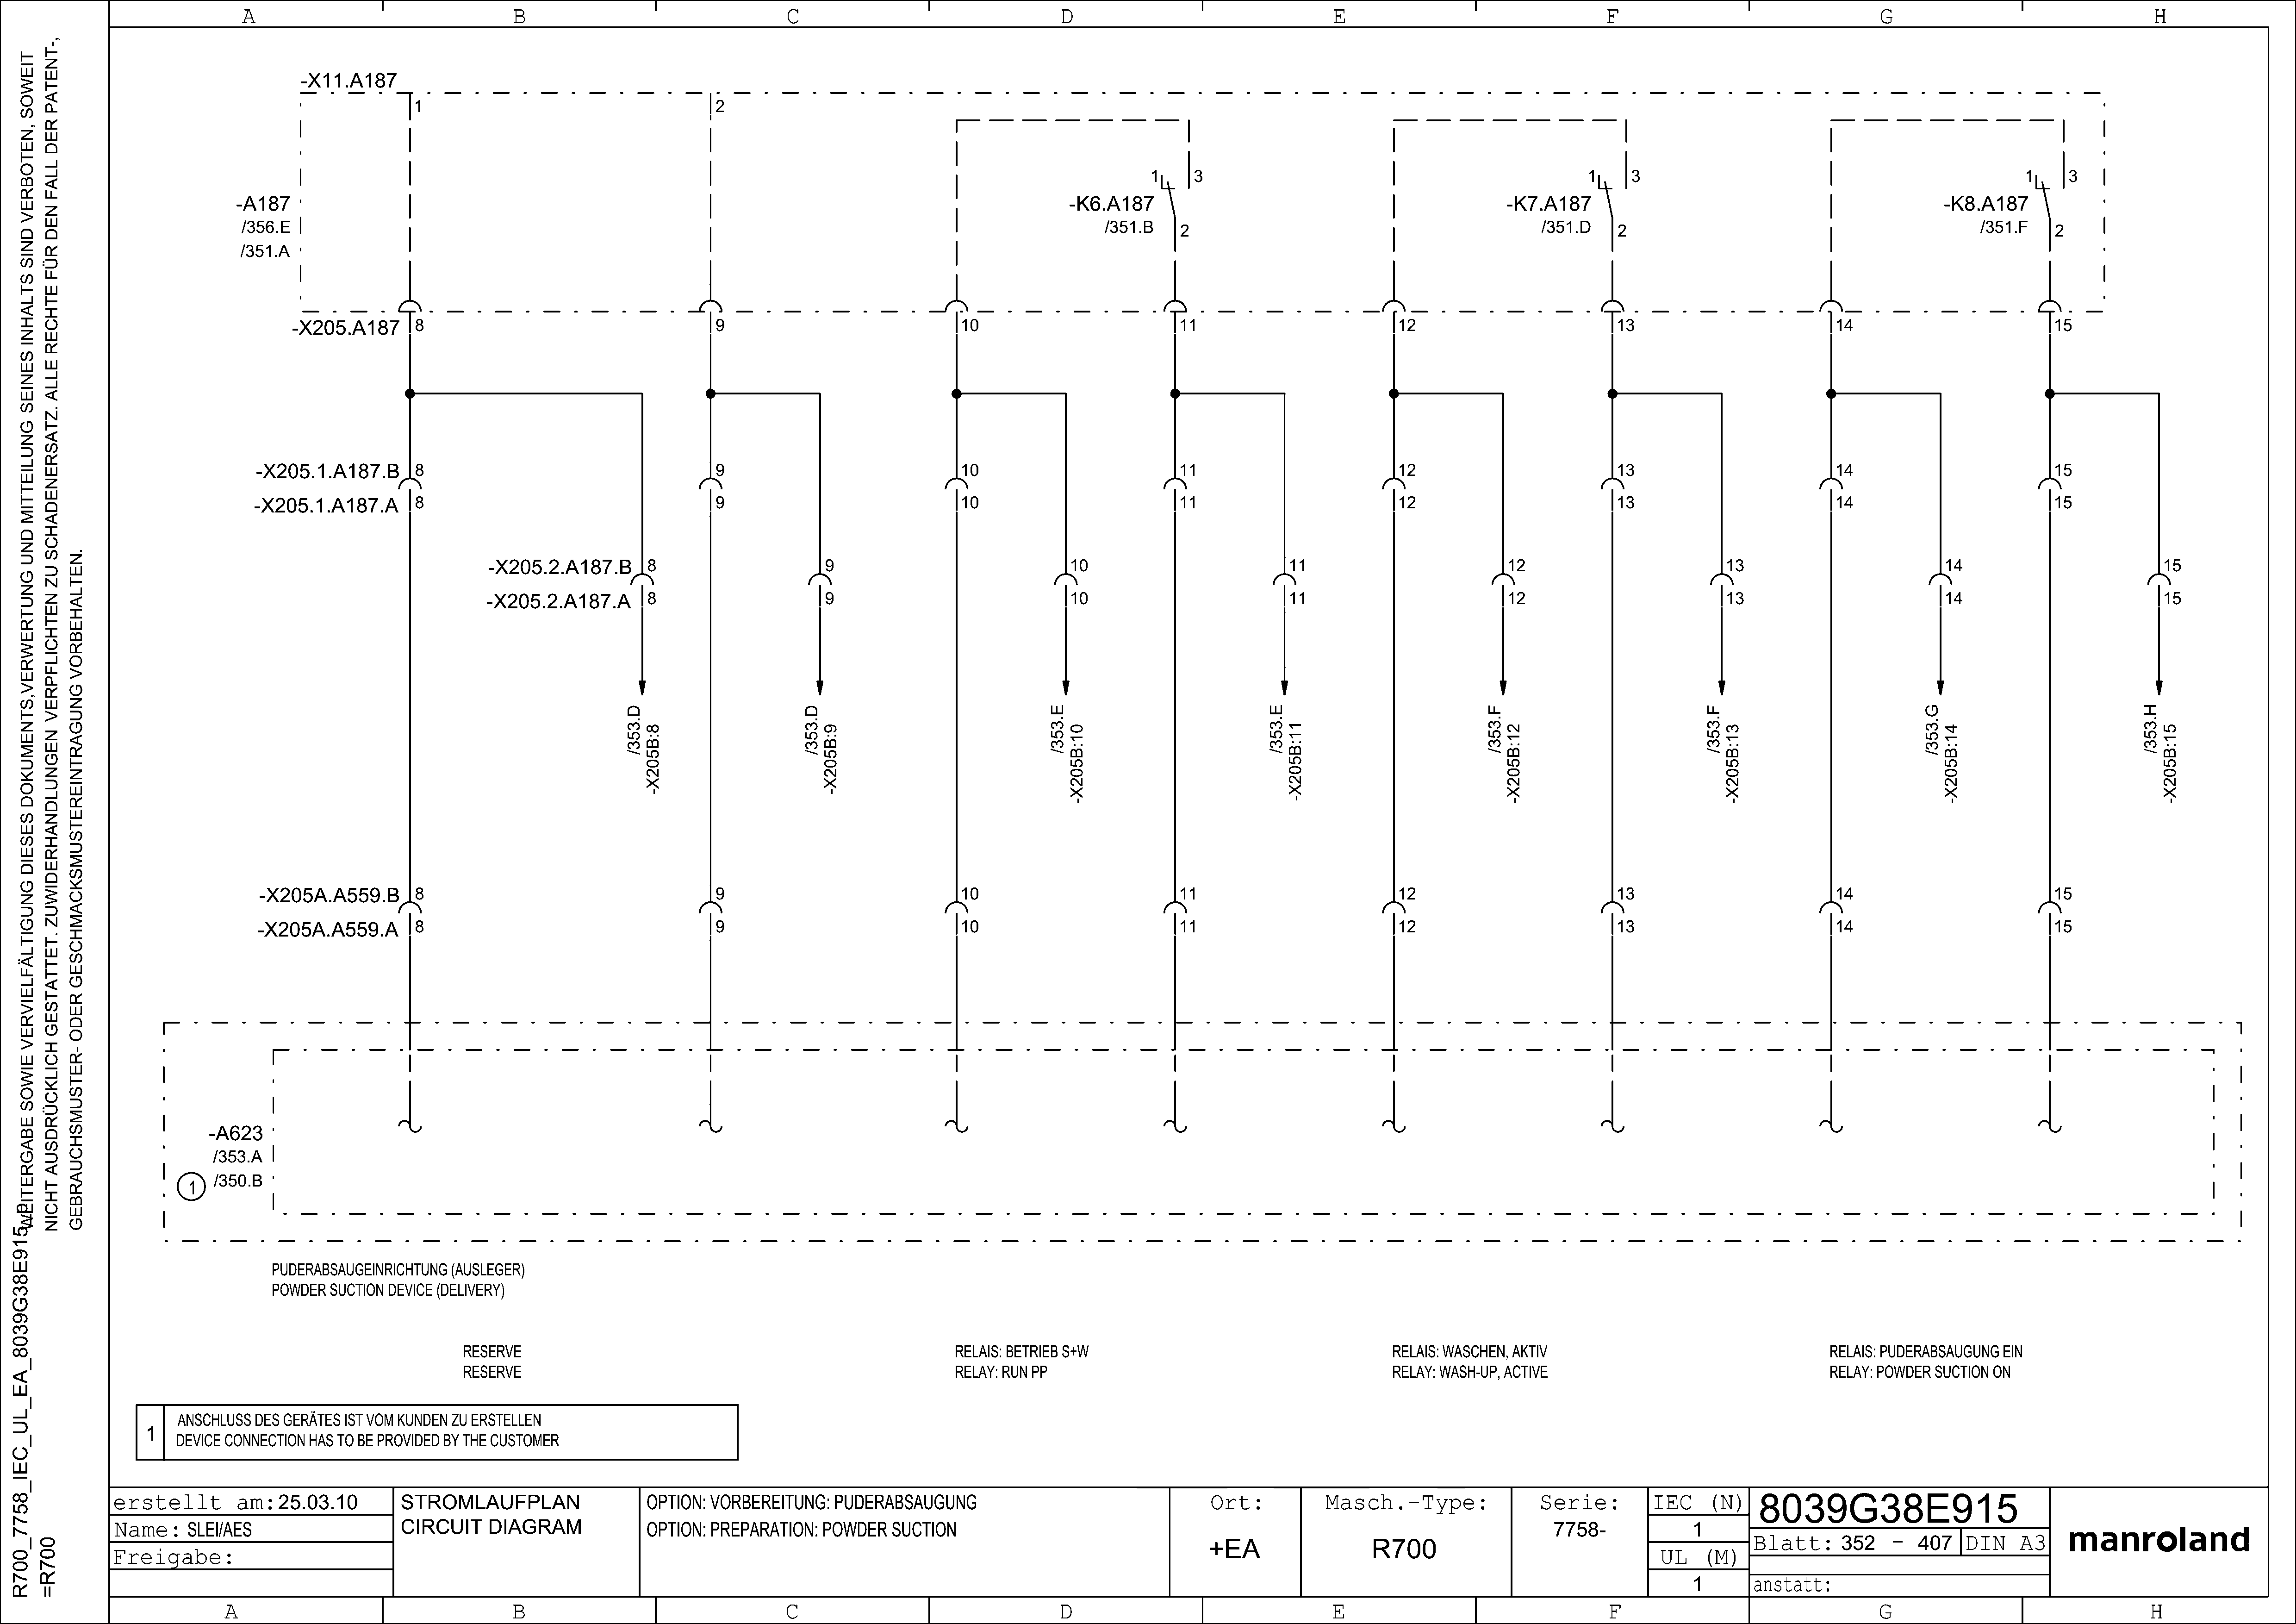 A B C D E F G H
-X11.A187
1 2
1 3 1 3 1 3
-A187 -K6.A187 -K7.A187 -K8.A187
/356.E /351.B 2 /351.D 2 /351.F 2
/351.A
-X205.A187 8 9 10 11 12 13 14 15
-X205.1.A187.B 8 9 10 11 12 13 14 15
-X205.1.A187.A 8 9 10 11 12 13 14 15
-X205.2.A187.B 8 9 10 11 12 13 14 15
-X205.2.A187.A 8 9 10 11 12 13 14 15
/353.D
-X205B:8
/353.D
-X205B:9
/353.E
-X205B:10
/353.E
-X205B:11
/353.F
-X205B:12
/353.F
-X205B:13
/353.G
-X205B:14
/353.H
-X205B:15
-X205A.A559.B 8 9 10 11 12 13 14 15
-X205A.A559.A 8 9 10 11 12 13 14 15
-A623
/353.A
1 /350.B
PUDERABSAUGEINRICHTUNG (AUSLEGER)
POWDER SUCTION DEVICE (DELIVERY)
RESERVE RELAIS: BETRIEB S+W RELAIS: WASCHEN, AKTIV RELAIS: PUDERABSAUGUNG EIN
RESERVE RELAY: RUN PP RELAY: WASH-UP, ACTIVE RELAY: POWDER SUCTION ON
1
ANSCHLUSS DES GERÄTES IST VOM KUNDEN ZU ERSTELLEN
DEVICE CONNECTION HAS TO BE PROVIDED BY THE CUSTOMER
erstellt am: 25.03.10
Name: SLEI/AES
Freigabe:
STROMLAUFPLAN
CIRCUIT DIAGRAM
OPTION: VORBEREITUNG: PUDERABSAUGUNG
OPTION: PREPARATION: POWDER SUCTION
Ort:
+EA
Masch.-Type:
R700
Serie:
7758-
IEC (N)
1
UL (M)
1
8039G38E915
Blatt: 352 - 407 DIN A3
anstatt:
manroland
A B C D E F G H
WEITERGABE SOWIE VERVIELFÄLTIGUNG DIESES DOKUMENTS,VERWERTUNG UND MITTEILUNG SEINES INHALTS SIND VERBOTEN, SOWEIT
NICHT AUSDRÜCKLICH GESTATTET. ZUWIDERHANDLUNGEN VERPFLICHTEN ZU SCHADENERSATZ. ALLE RECHTE FÜR DEN FALL DER PATENT-,
GEBRAUCHSMUSTER- ODER GESCHMACKSMUSTEREINTRAGUNG VORBEHALTEN.
R700_7758_IEC_UL_EA_8039G38E915
=R700